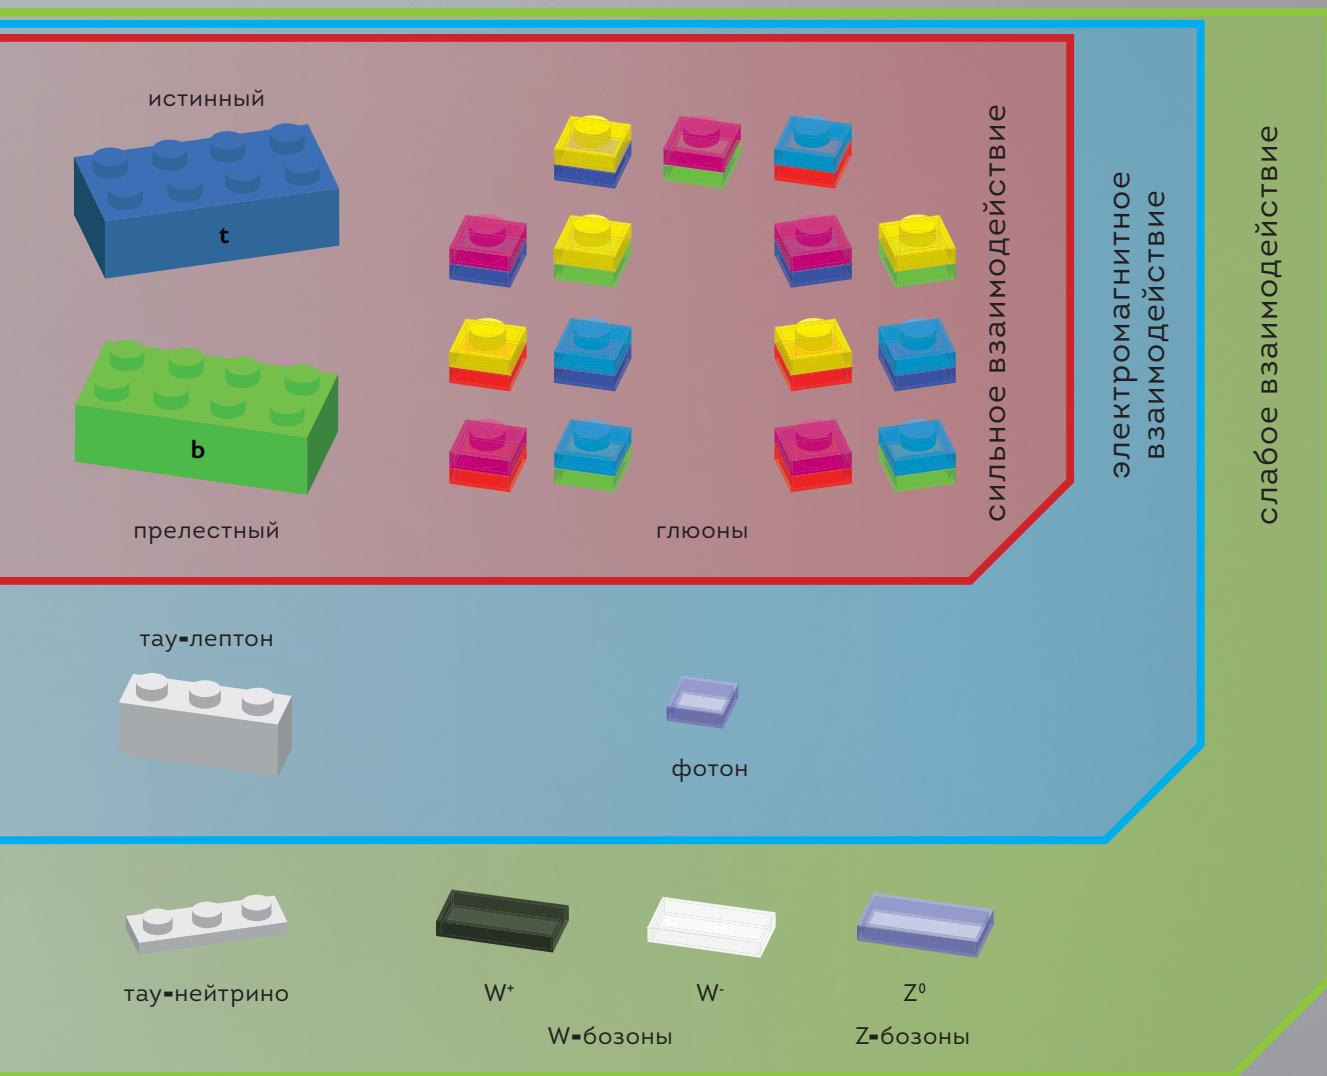 истинный
t
b
прелестный
глюоны
сильное взаимодействие
электромагнитное
взаимодействие
слабое взаимодействие
тау-лептон
фотон
тау-нейтрино
W⁺
W⁻
Z⁰
W-бозоны
Z-бозоны